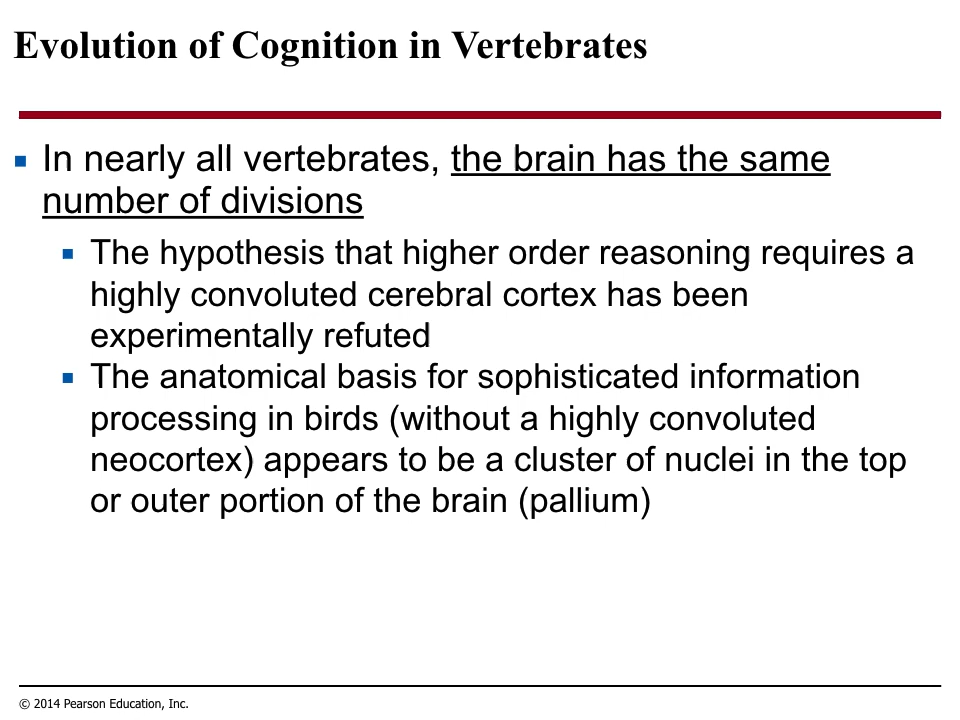 Evolution of Cognition in Vertebrates
In nearly all vertebrates, the brain has the same
number of divisions
The hypothesis that higher order reasoning requires a
highly convoluted cerebral cortex has been
experimentally refuted
The anatomical basis for sophisticated information
processing in birds (without a highly convoluted
neocortex) appears to be a cluster of nuclei in the top
or outer portion of the brain (pallium)
© 2014 Pearson Education, Inc.